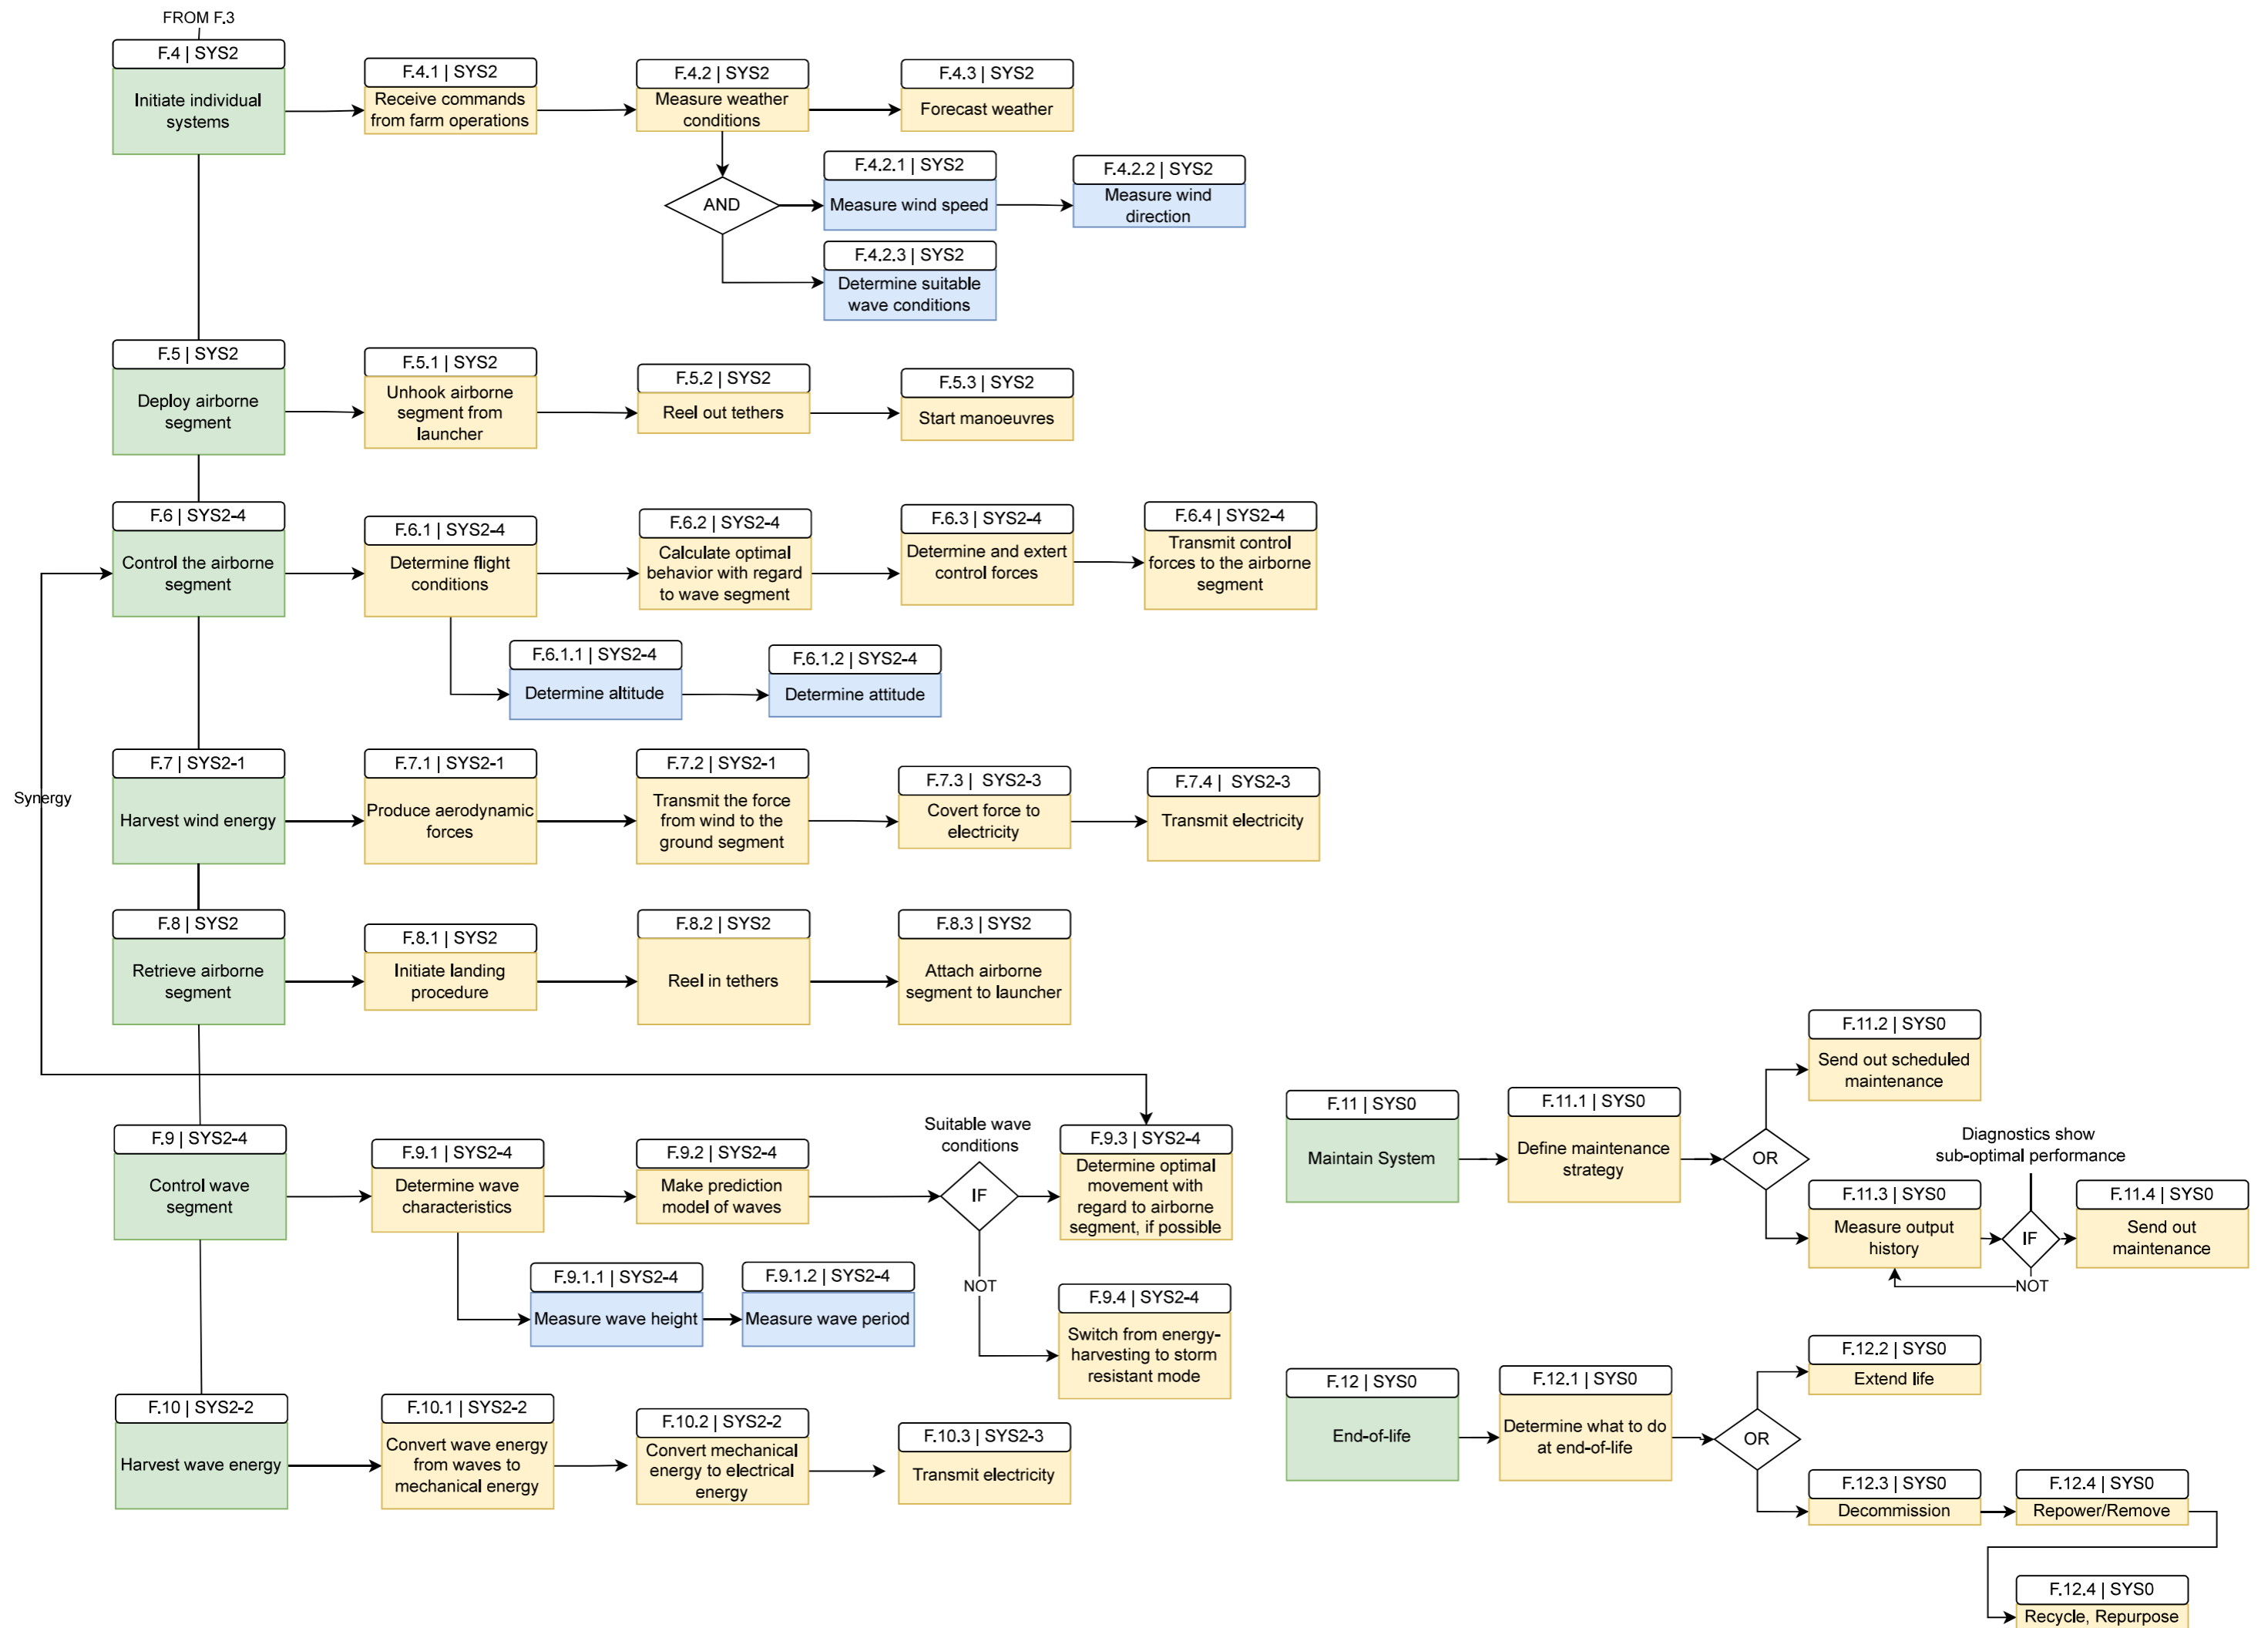 FROM F.3
F.4 | SYS2
Initiate individual
systems
F.4.1 | SYS2
Receive commands
from farm operations
F.4.2 | SYS2
Measure weather
conditions
F.4.3 | SYS2
Forecast weather
AND
F.4.2.1 | SYS2
Measure wind speed
F.4.2.2 | SYS2
Measure wind
direction
F.4.2.3 | SYS2
Determine suitable
wave conditions
F.5 | SYS2
Deploy airborne
segment
F.5.1 | SYS2
Unhook airborne
segment from
launcher
F.5.2 | SYS2
Reel out tethers
F.5.3 | SYS2
Start manoeuvres
F.6 | SYS2-4
Control the airborne
segment
F.6.1 | SYS2-4
Determine flight
conditions
F.6.2 | SYS2-4
Calculate optimal
behavior with regard
to wave segment
F.6.3 | SYS2-4
Determine and extert
control forces
F.6.4 | SYS2-4
Transmit control
forces to the airborne
segment
F.6.1.1 | SYS2-4
Determine altitude
F.6.1.2 | SYS2-4
Determine attitude
Synergy
F.7 | SYS2-1
Harvest wind energy
F.7.1 | SYS2-1
Produce aerodynamic
forces
F.7.2 | SYS2-1
Transmit the force
from wind to the
ground segment
F.7.3 | SYS2-3
Covert force to
electricity
F.7.4 | SYS2-3
Transmit electricity
F.8 | SYS2
Retrieve airborne
segment
F.8.1 | SYS2
Initiate landing
procedure
F.8.2 | SYS2
Reel in tethers
F.8.3 | SYS2
Attach airborne
segment to launcher
F.9 | SYS2-4
Control wave
segment
F.9.1 | SYS2-4
Determine wave
characteristics
F.9.2 | SYS2-4
Make prediction
model of waves
Suitable wave
conditions
IF
NOT
F.9.3 | SYS2-4
Determine optimal
movement with
regard to airborne
segment, if possible
F.9.1.1 | SYS2-4
Measure wave height
F.9.1.2 | SYS2-4
Measure wave period
F.9.4 | SYS2-4
Switch from energy-
harvesting to storm
resistant mode
F.10 | SYS2-2
Harvest wave energy
F.10.1 | SYS2-2
Convert wave energy
from waves to
mechanical energy
F.10.2 | SYS2-2
Convert mechanical
energy to electrical
energy
F.10.3 | SYS2-3
Transmit electricity
F.11 | SYS0
Maintain System
F.11.1 | SYS0
Define maintenance
strategy
OR
F.11.2 | SYS0
Send out scheduled
maintenance
F.11.3 | SYS0
Measure output
history
Diagnostics show
sub-optimal performance
IF
NOT
F.11.4 | SYS0
Send out
maintenance
F.12 | SYS0
End-of-life
F.12.1 | SYS0
Determine what to do
at end-of-life
OR
F.12.2 | SYS0
Extend life
F.12.3 | SYS0
Decommission
F.12.4 | SYS0
Repower/Remove
F.12.4 | SYS0
Recycle, Repurpose